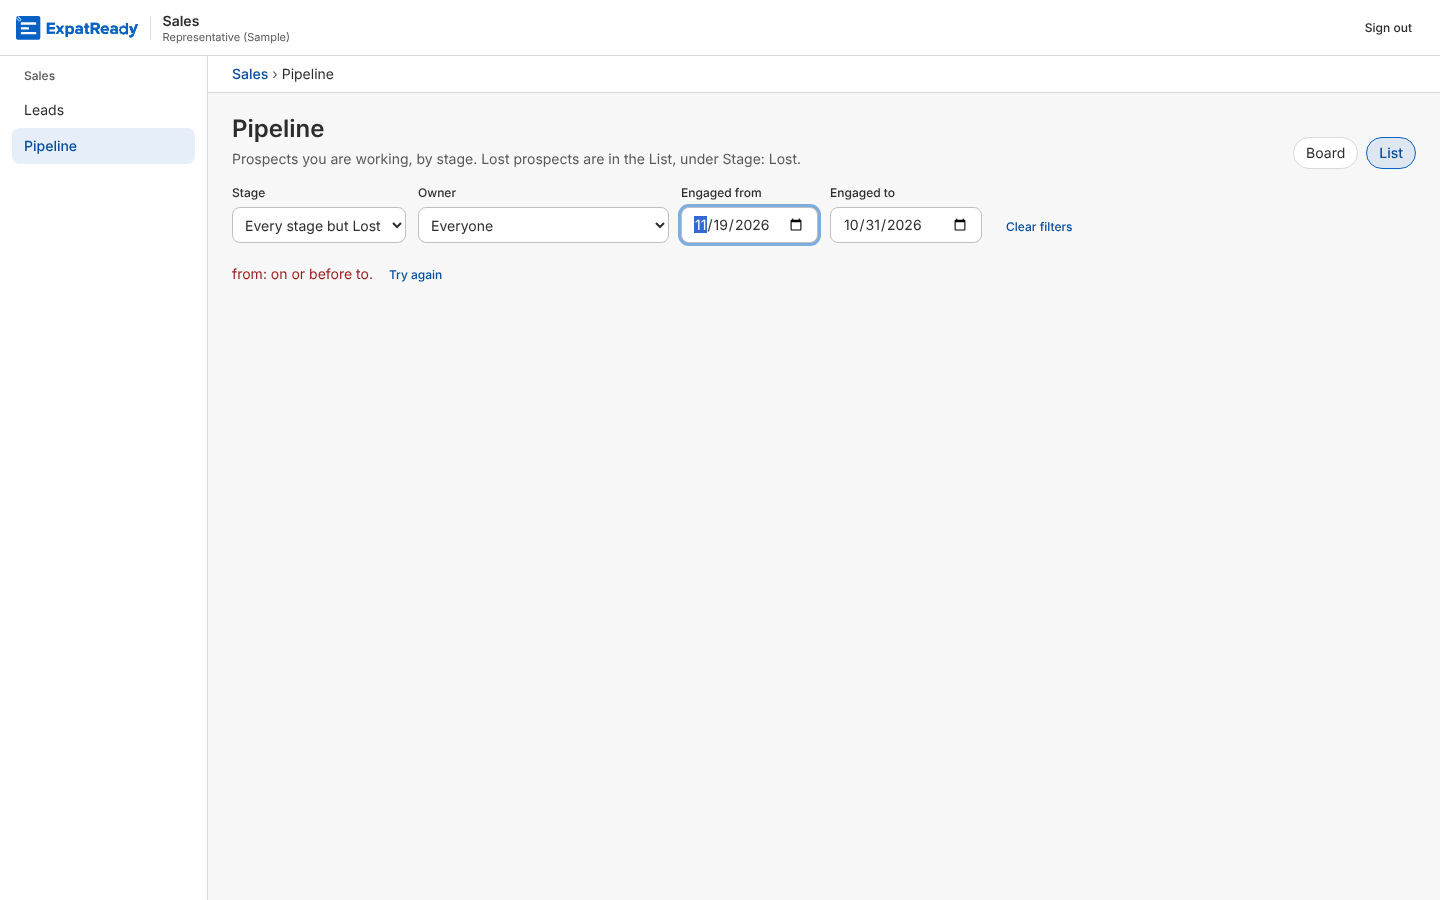 ExpatReady
Sales
Representative (Sample)
Sign out
Sales
Leads
Pipeline
Sales › Pipeline
Pipeline
Prospects you are working, by stage. Lost prospects are in the List, under Stage: Lost.
Board
List
Stage
Owner
Engaged from
Engaged to
Every stage but Lost
Everyone
11/19/2026
10/31/2026
Clear filters
from: on or before to.
Try again